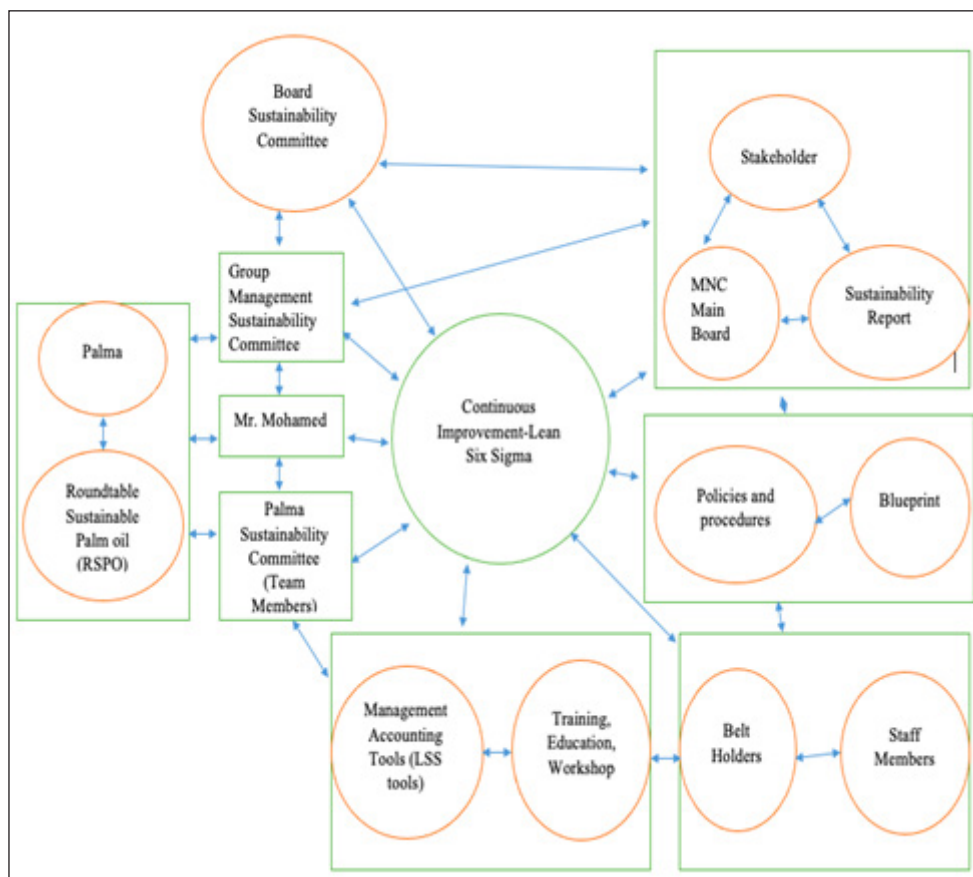 Board
Sustainability
Committee
Stakeholder
MNC
Main
Board
Sustainability
Report
Group
Management
Sustainability
Committee
Palma
Mr. Mohamed
Continuous
Improvement-Lean
Six Sigma
Roundtable
Sustainable
Palm oil
(RSPO)
Palma
Sustainability
Committee
(Team
Members)
Policies and
procedures
Blueprint
Management
Accounting
Tools (LSS
tools)
Training,
Education,
Workshop
Belt
Holders
Staff
Members